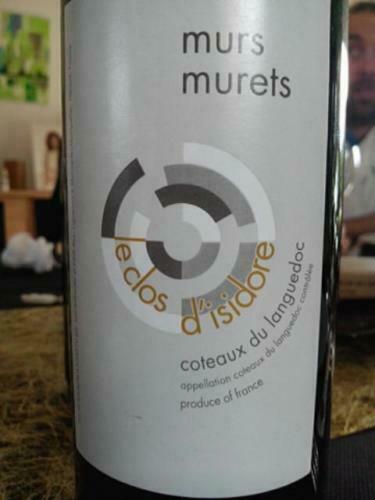 murs
murets
le clos d'isidore
coteaux du languedoc
appellation coteaux du languedoc contrôlée
produce of france